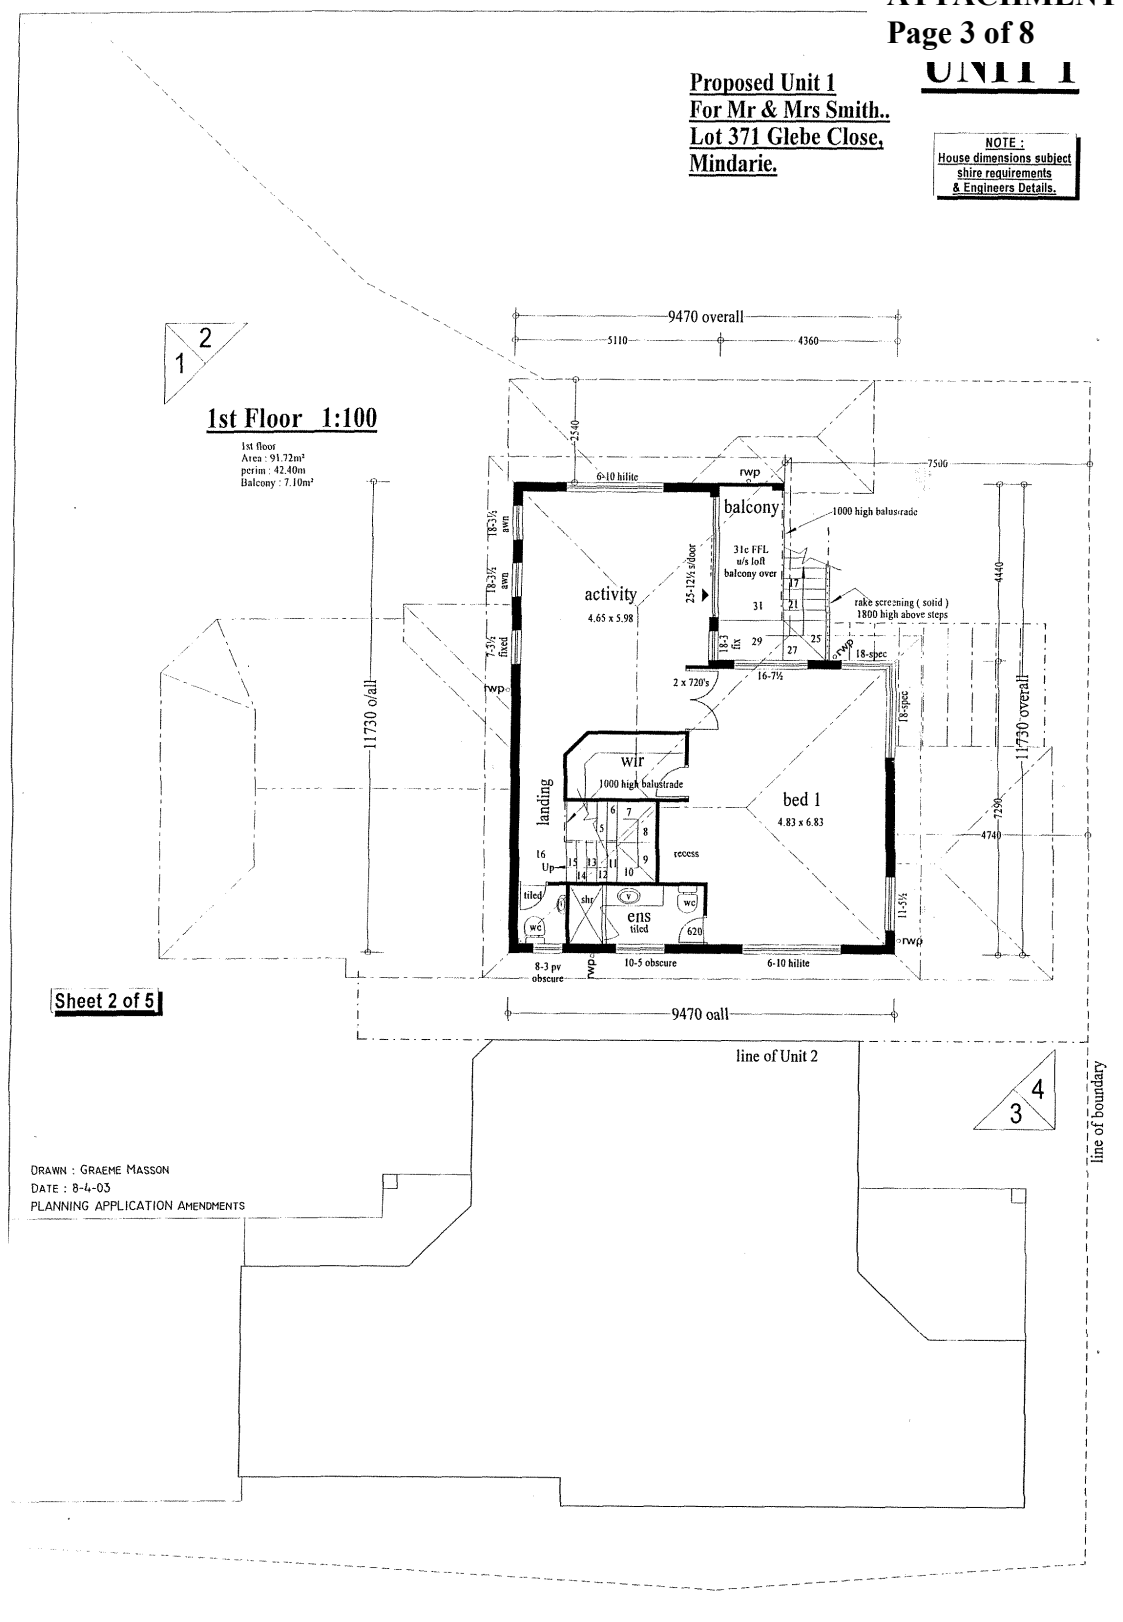 Page 3 of 8
UNIT 1
Proposed Unit 1
For Mr & Mrs Smith..
Lot 371 Glebe Close,
Mindarie.
NOTE :
House dimensions subject
shire requirements
& Engineers Details.
9470 overall
5110
4360
2
1
1st Floor 1:100
1st floor
Area : 91.72m²
perim : 42.40m
Balcony : 7.10m²
2540
7500
6-10 hilite
rwp
balcony
1000 high balustrade
18-3½
awn
31c FFL
u/s loft
balcony over
25-12½ s/door
4440
18-3½
awn
activity
4.65 x 5.98
17
21
31
rake screening ( solid )
1800 high above steps
7-3½
fixed
18-3
fix
29
27
25
rwp
18-spec
16-7½
2 x 720's
rwp
18-spec
11730 o/all
11730 overall
wir
1000 high balustrade
landing
bed 1
4.83 x 6.83
7290
4740
5
6
7
8
9
10
11
12
13
14
15
16
Up
recess
tiled
shr
v
wc
ens
tiled
wc
620
11-5½
rwp
8-3 pv
obscure
rwp
10-5 obscure
6-10 hilite
Sheet 2 of 5
9470 oall
line of Unit 2
4
3
line of boundary
DRAWN : GRAEME MASSON
DATE : 8-4-03
PLANNING APPLICATION AMENDMENTS